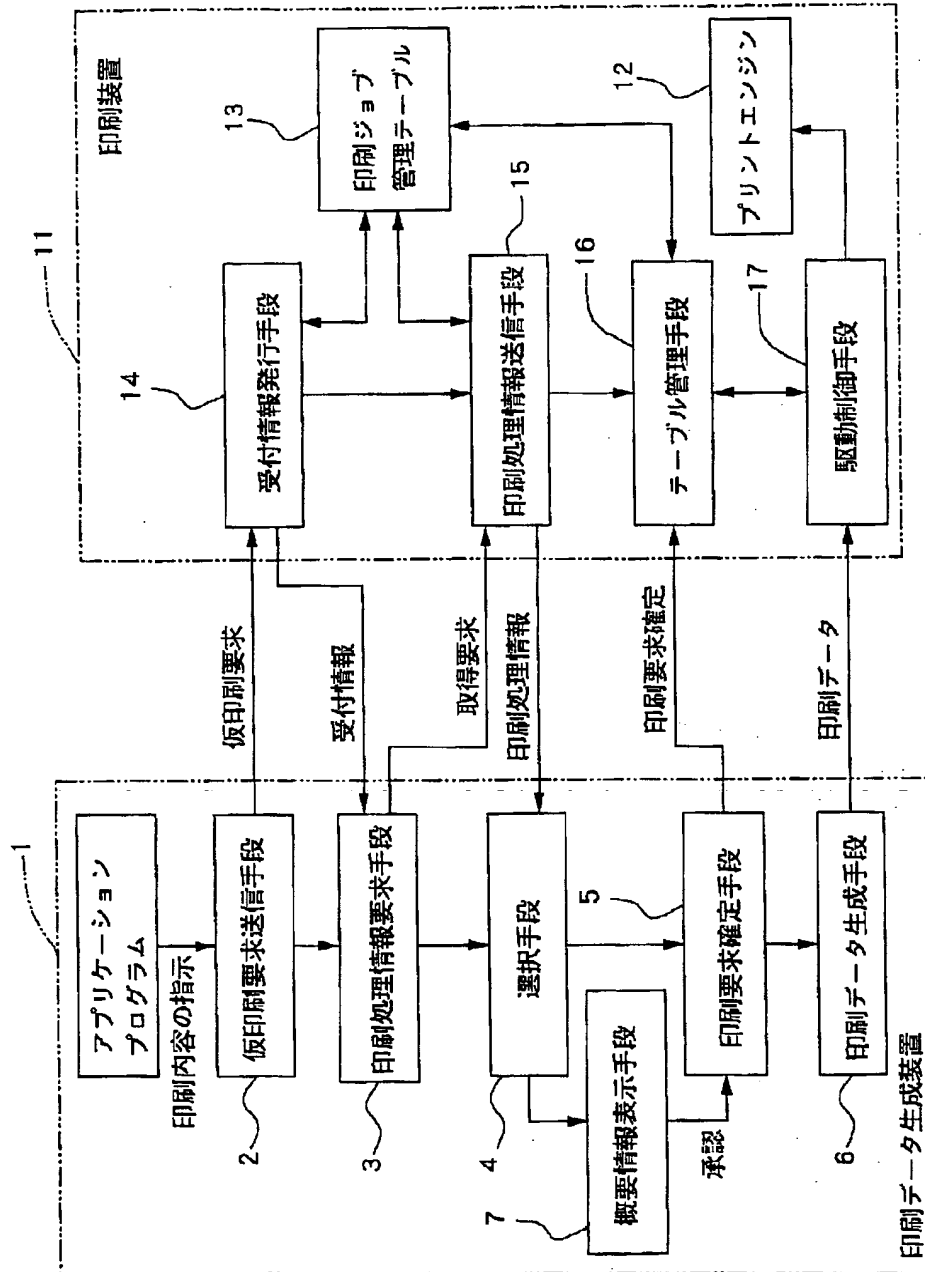 1
アプリケーション
プログラム
印刷内容の指示
2
仮印刷要求送信手段
3
印刷処理情報要求手段
4
選択手段
7
概要情報表示手段
承認
5
印刷要求確定手段
6
印刷データ生成手段
印刷データ生成装置
仮印刷要求
受付情報
取得要求
印刷処理情報
印刷要求確定
印刷データ
11
印刷装置
14
受付情報発行手段
13
印刷ジョブ
管理テーブル
15
印刷処理情報送信手段
16
テーブル管理手段
12
プリントエンジン
17
駆動制御手段